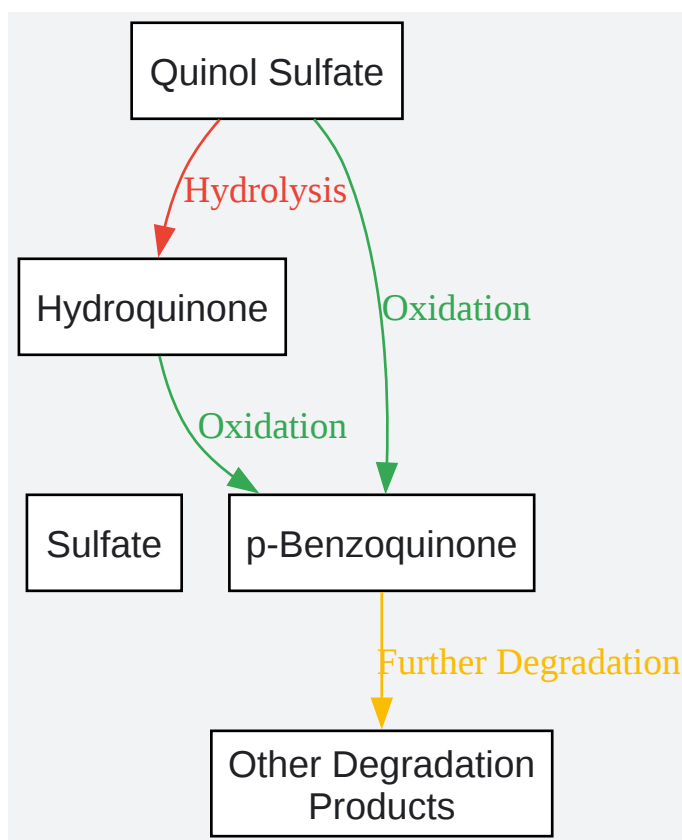 Quinol Sulfate
Hydrolysis
Hydroquinone
Oxidation
Oxidation
Sulfate
p-Benzoquinone
Further Degradation
Other Degradation
Products